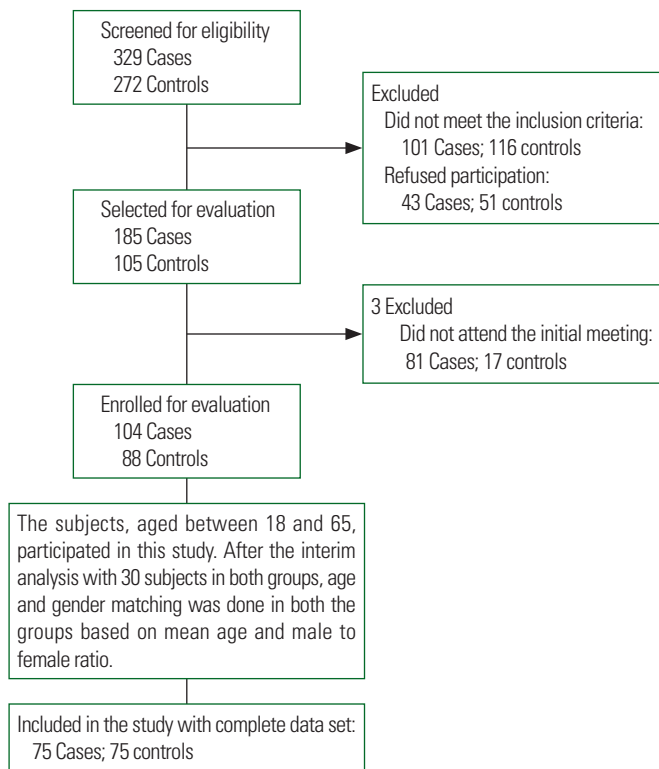 Screened for eligibility
329 Cases
272 Controls
Excluded
Did not meet the inclusion criteria:
101 Cases; 116 controls
Refused participation:
43 Cases; 51 controls
Selected for evaluation
185 Cases
105 Controls
3 Excluded
Did not attend the initial meeting:
81 Cases; 17 controls
Enrolled for evaluation
104 Cases
88 Controls
The subjects, aged between 18 and 65,
participated in this study. After the interim
analysis with 30 subjects in both groups, age
and gender matching was done in both the
groups based on mean age and male to
female ratio.
Included in the study with complete data set:
75 Cases; 75 controls